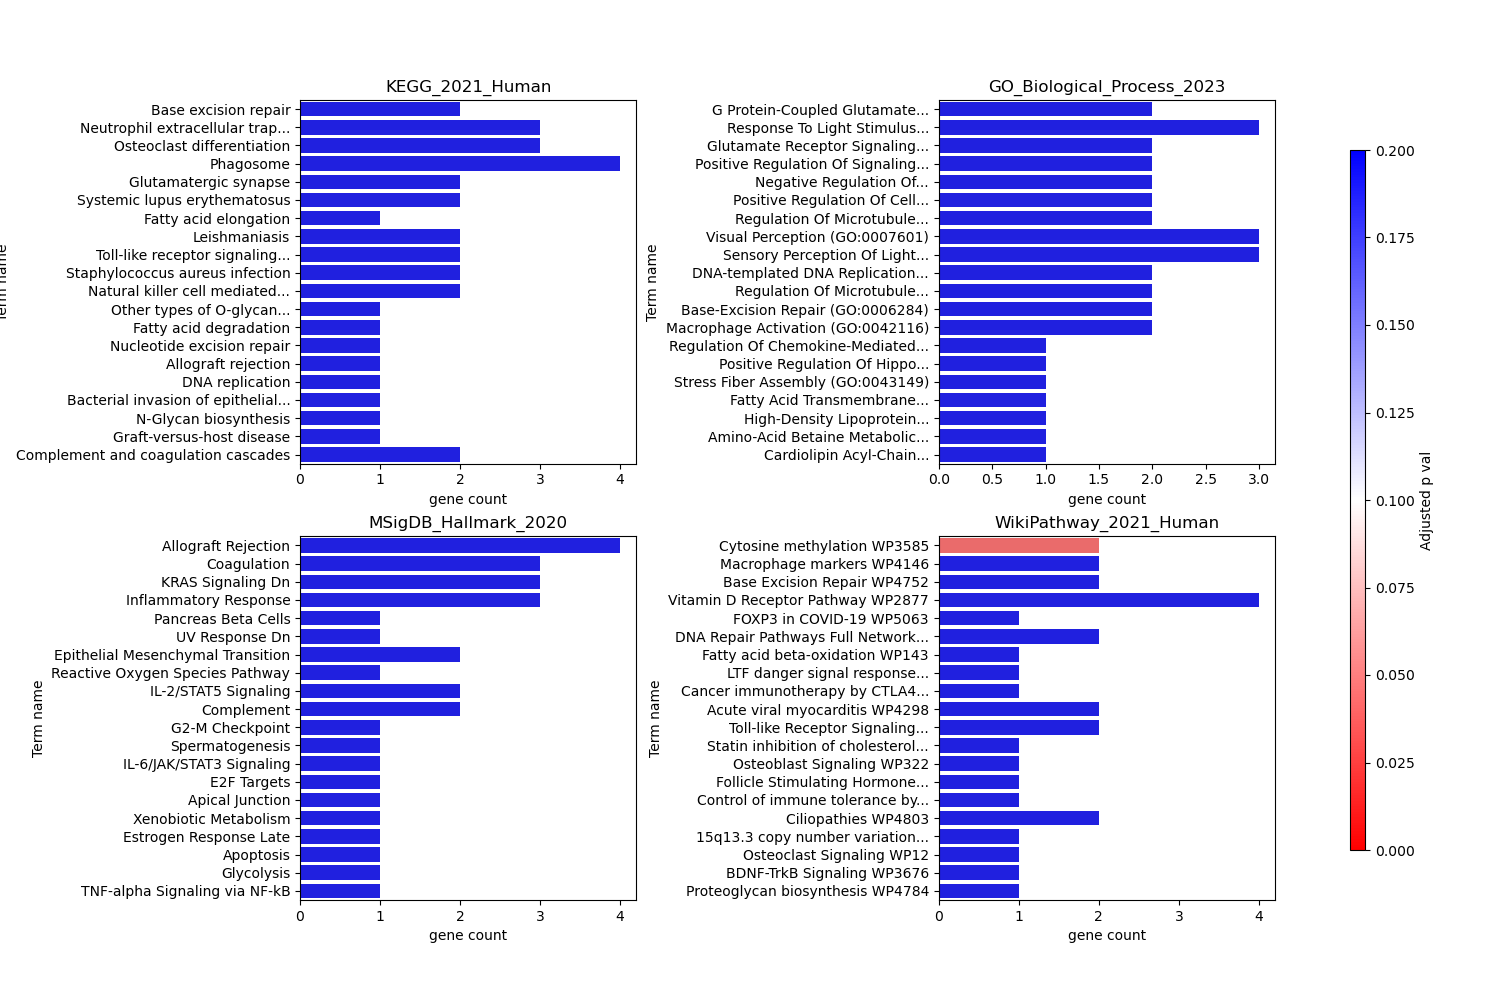 KEGG_2021_Human
Base excision repair
Neutrophil extracellular trap...
Osteoclast differentiation
Phagosome
Glutamatergic synapse
Systemic lupus erythematosus
Fatty acid elongation
Leishmaniasis
Toll-like receptor signaling...
Staphylococcus aureus infection
Natural killer cell mediated...
Other types of O-glycan...
Fatty acid degradation
Nucleotide excision repair
Allograft rejection
DNA replication
Bacterial invasion of epithelial...
N-Glycan biosynthesis
Graft-versus-host disease
Complement and coagulation cascades
Term name
0 1 2 3 4
gene count
GO_Biological_Process_2023
G Protein-Coupled Glutamate...
Response To Light Stimulus...
Glutamate Receptor Signaling...
Positive Regulation Of Signaling...
Negative Regulation Of...
Positive Regulation Of Cell...
Regulation Of Microtubule...
Visual Perception (GO:0007601)
Sensory Perception Of Light...
DNA-templated DNA Replication...
Regulation Of Microtubule...
Base-Excision Repair (GO:0006284)
Macrophage Activation (GO:0042116)
Regulation Of Chemokine-Mediated...
Positive Regulation Of Hippo...
Stress Fiber Assembly (GO:0043149)
Fatty Acid Transmembrane...
High-Density Lipoprotein...
Amino-Acid Betaine Metabolic...
Cardiolipin Acyl-Chain...
Term name
0.0 0.5 1.0 1.5 2.0 2.5 3.0
gene count
MSigDB_Hallmark_2020
Allograft Rejection
Coagulation
KRAS Signaling Dn
Inflammatory Response
Pancreas Beta Cells
UV Response Dn
Epithelial Mesenchymal Transition
Reactive Oxygen Species Pathway
IL-2/STAT5 Signaling
Complement
G2-M Checkpoint
Spermatogenesis
IL-6/JAK/STAT3 Signaling
E2F Targets
Apical Junction
Xenobiotic Metabolism
Estrogen Response Late
Apoptosis
Glycolysis
TNF-alpha Signaling via NF-kB
Term name
0 1 2 3 4
gene count
WikiPathway_2021_Human
Cytosine methylation WP3585
Macrophage markers WP4146
Base Excision Repair WP4752
Vitamin D Receptor Pathway WP2877
FOXP3 in COVID-19 WP5063
DNA Repair Pathways Full Network...
Fatty acid beta-oxidation WP143
LTF danger signal response...
Cancer immunotherapy by CTLA4...
Acute viral myocarditis WP4298
Toll-like Receptor Signaling...
Statin inhibition of cholesterol...
Osteoblast Signaling WP322
Follicle Stimulating Hormone...
Control of immune tolerance by...
Ciliopathies WP4803
15q13.3 copy number variation...
Osteoclast Signaling WP12
BDNF-TrkB Signaling WP3676
Proteoglycan biosynthesis WP4784
Term name
0 1 2 3 4
gene count
0.200
0.175
0.150
0.125
0.100
0.075
0.050
0.025
0.000
Adjusted p val